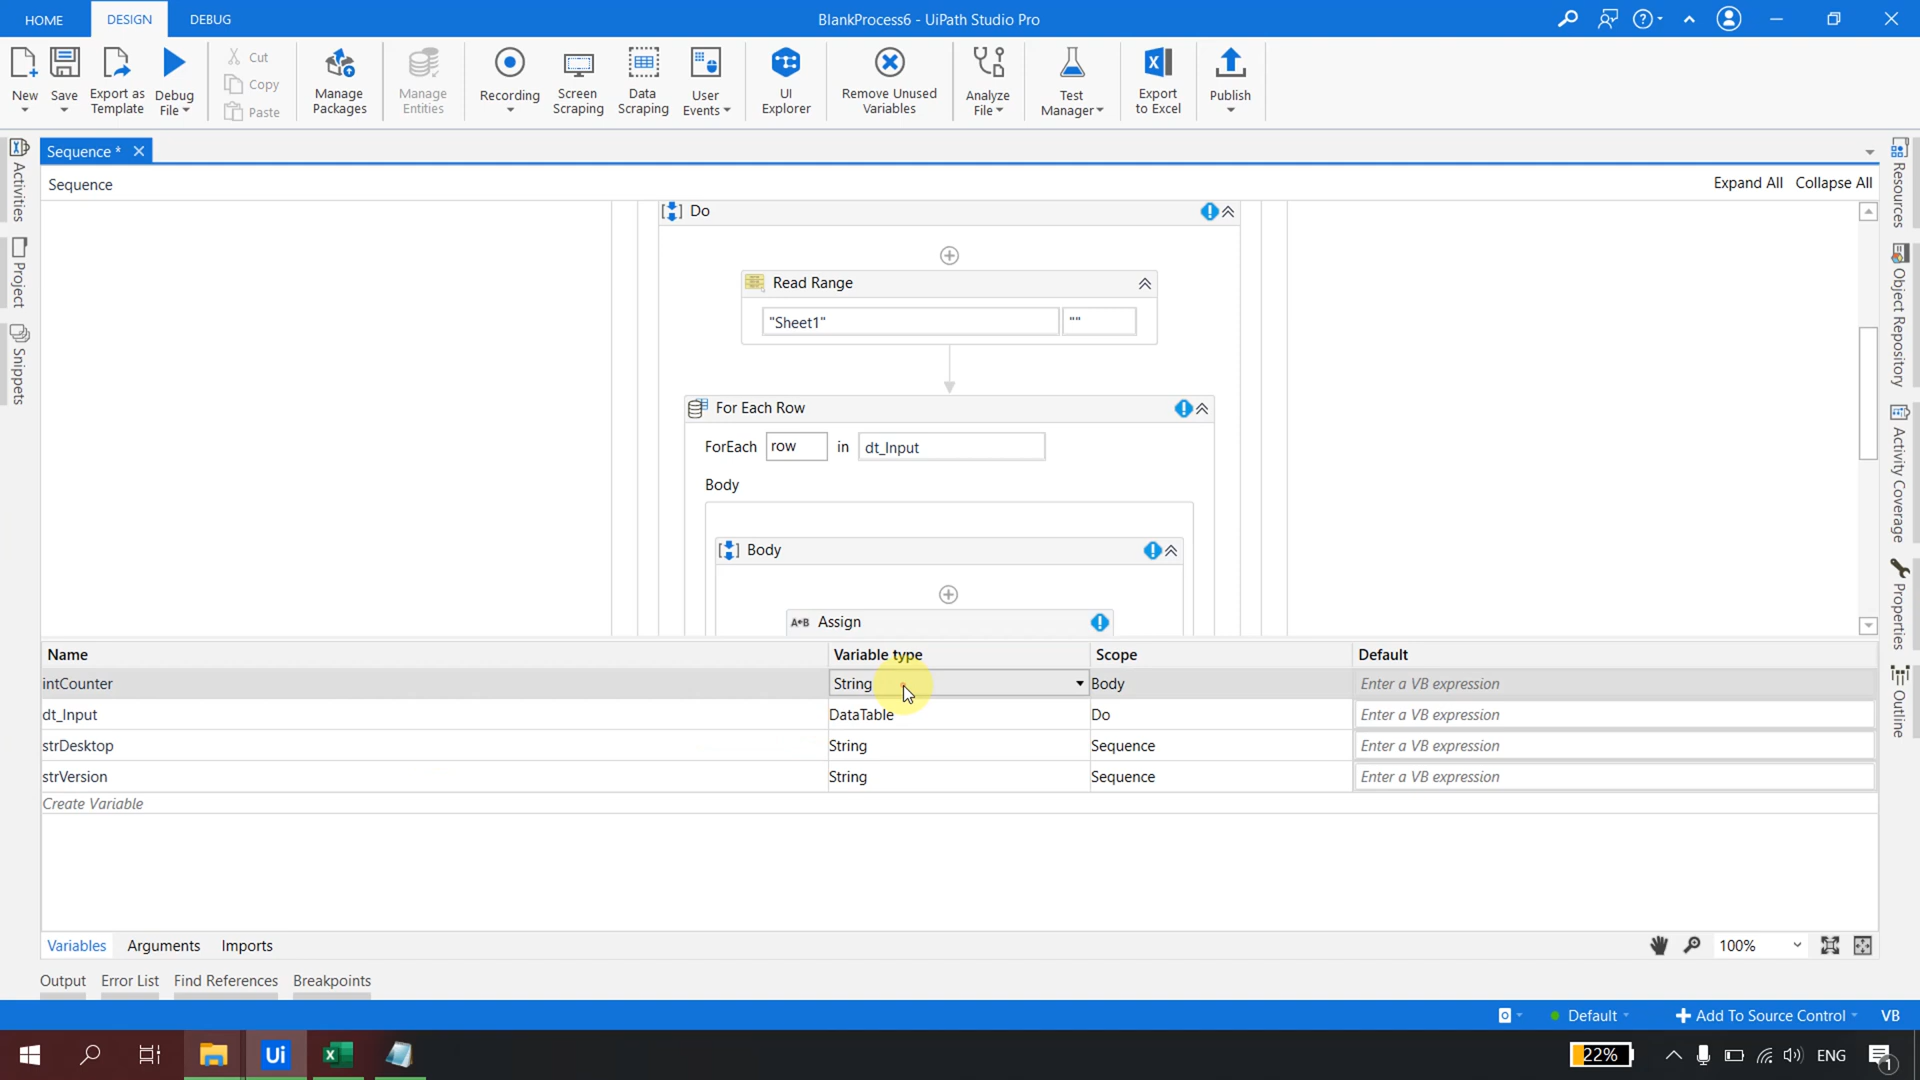 HOME DESIGN DEBUG BlankProcess6 - UiPath Studio Pro
New Save Export as Template Debug File Cut Copy Paste Manage Packages Manage Entities Recording Screen Scraping Data Scraping User Events UI Explorer Remove Unused Variables Analyze File Test Manager Export to Excel Publish
Sequence *
Sequence Expand All Collapse All
Activities
Project
Snippets
Resources
Object Repository
Activity Coverage
Properties
Outline
Do
Read Range
"Sheet1" ""
For Each Row
ForEach row in dt_Input
Body
Body
A+B Assign
Name Variable type Scope Default
intCounter String Body Enter a VB expression
dt_Input DataTable Do Enter a VB expression
strDesktop String Sequence Enter a VB expression
strVersion String Sequence Enter a VB expression
Create Variable
Variables Arguments Imports 100%
Output Error List Find References Breakpoints
Default Add To Source Control VB
Ui 22% ENG 1